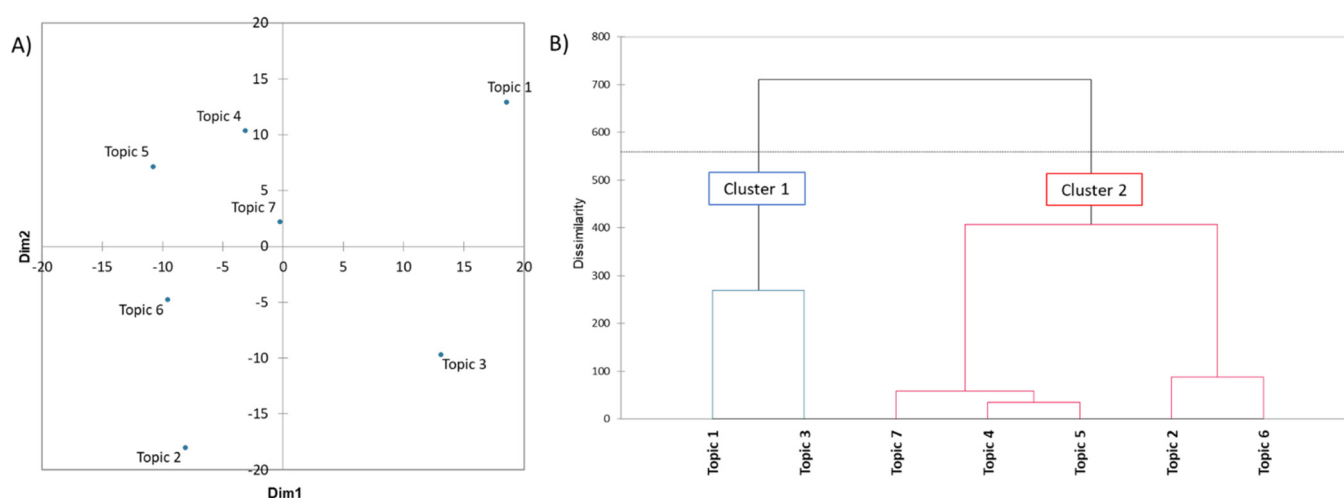 A)
20
15
Topic 1
Topic 4
10
Topic 5
5
Topic 7
0
Dim2
-20 -15 -10 -5 0 5 10 15 20
Topic 6
-5
-10
Topic 3
-15
Topic 2
-20
Dim1
B)
800
700
600
500
Cluster 1
Cluster 2
400
Dissimilarity
300
200
100
0
Topic 1
Topic 3
Topic 7
Topic 4
Topic 5
Topic 2
Topic 6